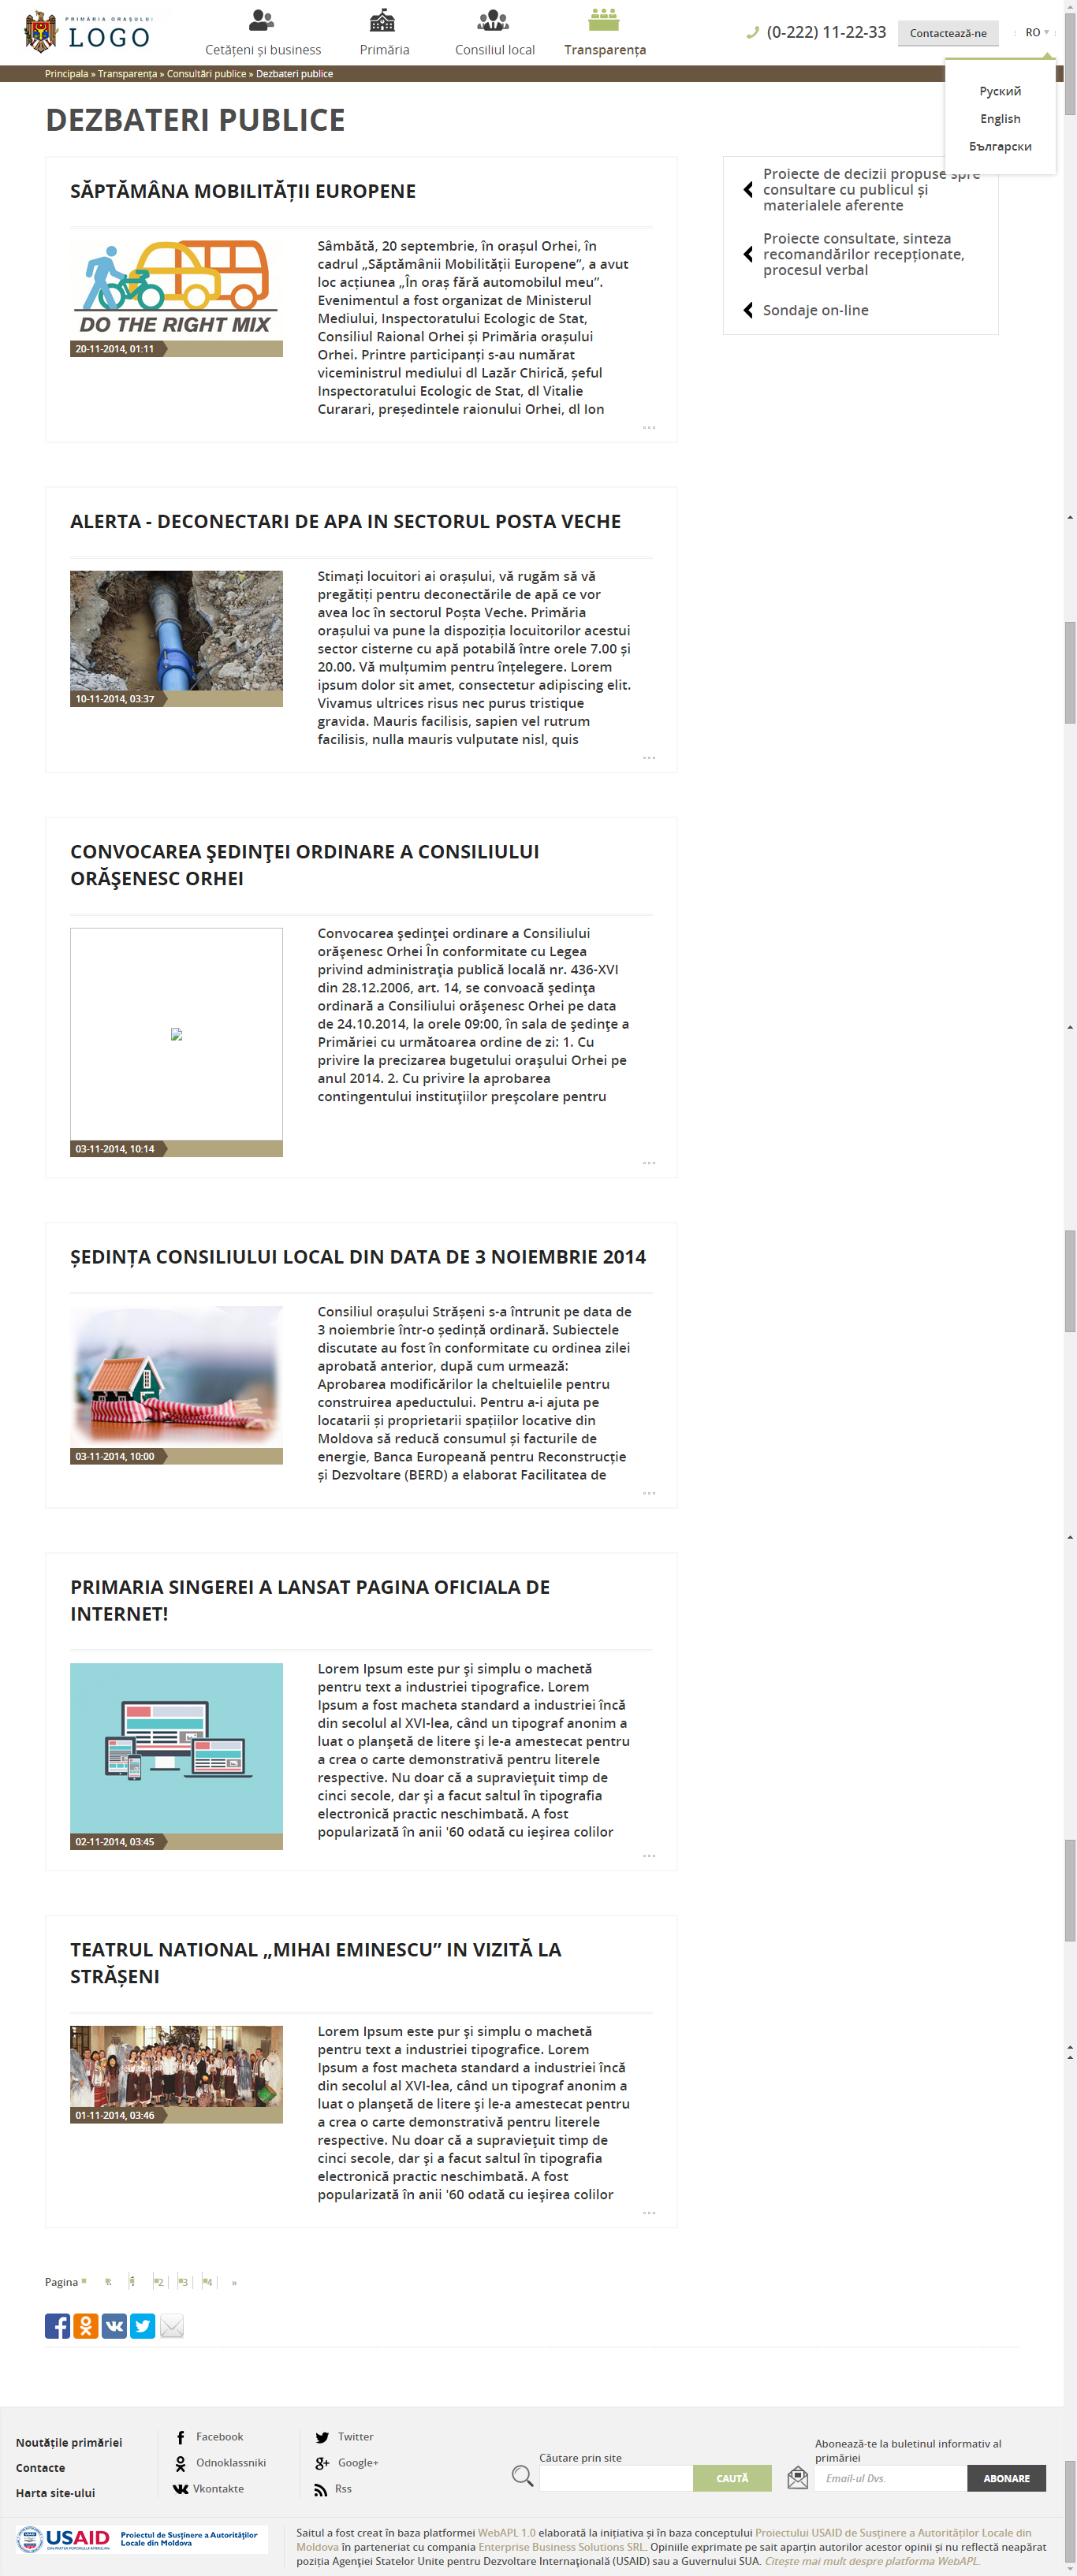 PRIMĂRIA ORAȘULUI
LOGO
Cetățeni și business
Primăria
Consiliul local
Transparența
(0-222) 11-22-33
Contactează-ne
RO
Руский
English
Български
Principala » Transparența » Consultări publice » Dezbateri publice
DEZBATERI PUBLICE
SĂPTĂMÂNA MOBILITĂȚII EUROPENE
DO THE RIGHT MIX
20-11-2014, 01:11
Sâmbătă, 20 septembrie, în orașul Orhei, în
cadrul „Săptămânii Mobilității Europene”, a avut
loc acțiunea „În oraș fără automobilul meu”.
Evenimentul a fost organizat de Ministerul
Mediului, Inspectoratului Ecologic de Stat,
Consiliul Raional Orhei și Primăria orașului
Orhei. Printre participanți s-au numărat
viceministrul mediului dl Lazăr Chirică, șeful
Inspectoratului Ecologic de Stat, dl Vitalie
Curarari, președintele raionului Orhei, dl Ion
...
Proiecte de decizii propuse spre
consultare cu publicul și
materialele aferente
Proiecte consultate, sinteza
recomandărilor recepționate,
procesul verbal
Sondaje on-line
ALERTA - DECONECTARI DE APA IN SECTORUL POSTA VECHE
10-11-2014, 03:37
Stimați locuitori ai orașului, vă rugăm să vă
pregătiți pentru deconectările de apă ce vor
avea loc în sectorul Poșta Veche. Primăria
orașului va pune la dispoziția locuitorilor acestui
sector cisterne cu apă potabilă între orele 7.00 și
20.00. Vă mulțumim pentru înțelegere. Lorem
ipsum dolor sit amet, consectetur adipiscing elit.
Vivamus ultrices risus nec purus tristique
gravida. Mauris facilisis, sapien vel rutrum
facilisis, nulla mauris vulputate nisl, quis
...
CONVOCAREA ŞEDINŢEI ORDINARE A CONSILIULUI
ORĂŞENESC ORHEI
03-11-2014, 10:14
Convocarea şedinţei ordinare a Consiliului
orăşenesc Orhei În conformitate cu Legea
privind administraţia publică locală nr. 436-XVI
din 28.12.2006, art. 14, se convoacă şedinţa
ordinară a Consiliului orăşenesc Orhei pe data
de 24.10.2014, la orele 09:00, în sala de şedinţe a
Primăriei cu următoarea ordine de zi: 1. Cu
privire la precizarea bugetului oraşului Orhei pe
anul 2014. 2. Cu privire la aprobarea
contingentului instituţiilor preşcolare pentru
...
ȘEDINȚA CONSILIULUI LOCAL DIN DATA DE 3 NOIEMBRIE 2014
03-11-2014, 10:00
Consiliul orașului Strășeni s-a întrunit pe data de
3 noiembrie într-o ședință ordinară. Subiectele
discutate au fost în conformitate cu ordinea zilei
aprobată anterior, după cum urmează:
Aprobarea modificărilor la cheltuielile pentru
construirea apeductului. Pentru a-i ajuta pe
locatarii și proprietarii spațiilor locative din
Moldova să reducă consumul și facturile de
energie, Banca Europeană pentru Reconstrucție
și Dezvoltare (BERD) a elaborat Facilitatea de
...
PRIMARIA SINGEREI A LANSAT PAGINA OFICIALA DE
INTERNET!
02-11-2014, 03:45
Lorem Ipsum este pur şi simplu o machetă
pentru text a industriei tipografice. Lorem
Ipsum a fost macheta standard a industriei încă
din secolul al XVI-lea, când un tipograf anonim a
luat o planşetă de litere şi le-a amestecat pentru
a crea o carte demonstrativă pentru literele
respective. Nu doar că a supravieţuit timp de
cinci secole, dar şi a facut saltul în tipografia
electronică practic neschimbată. A fost
popularizată în anii '60 odată cu ieşirea colilor
...
TEATRUL NATIONAL „MIHAI EMINESCU” IN VIZITĂ LA
STRĂȘENI
01-11-2014, 03:46
Lorem Ipsum este pur şi simplu o machetă
pentru text a industriei tipografice. Lorem
Ipsum a fost macheta standard a industriei încă
din secolul al XVI-lea, când un tipograf anonim a
luat o planşetă de litere şi le-a amestecat pentru
a crea o carte demonstrativă pentru literele
respective. Nu doar că a supravieţuit timp de
cinci secole, dar şi a facut saltul în tipografia
electronică practic neschimbată. A fost
popularizată în anii '60 odată cu ieşirea colilor
...
Pagina 2 3 4 »
Noutățile primăriei
Contacte
Harta site-ului
Facebook
Odnoklassniki
Vkontakte
Twitter
Google+
Rss
Căutare prin site
CAUTĂ
Abonează-te la buletinul informativ al
primăriei
Email-ul Dvs.
ABONARE
USAID
DIN PARTEA POPORULUI AMERICAN
Proiectul de Susținere a Autorităților
Locale din Moldova
Saitul a fost creat în baza platformei WebAPL 1.0 elaborată la inițiativa și în baza conceptului Proiectului USAID de Susținere a Autorităților Locale din
Moldova în parteneriat cu compania Enterprise Business Solutions SRL. Opiniile exprimate pe sait aparțin autorilor acestor opinii și nu reflectă neapărat
poziția Agenției Statelor Unite pentru Dezvoltare Internațională (USAID) sau a Guvernului SUA. Citește mai mult despre platforma WebAPL.